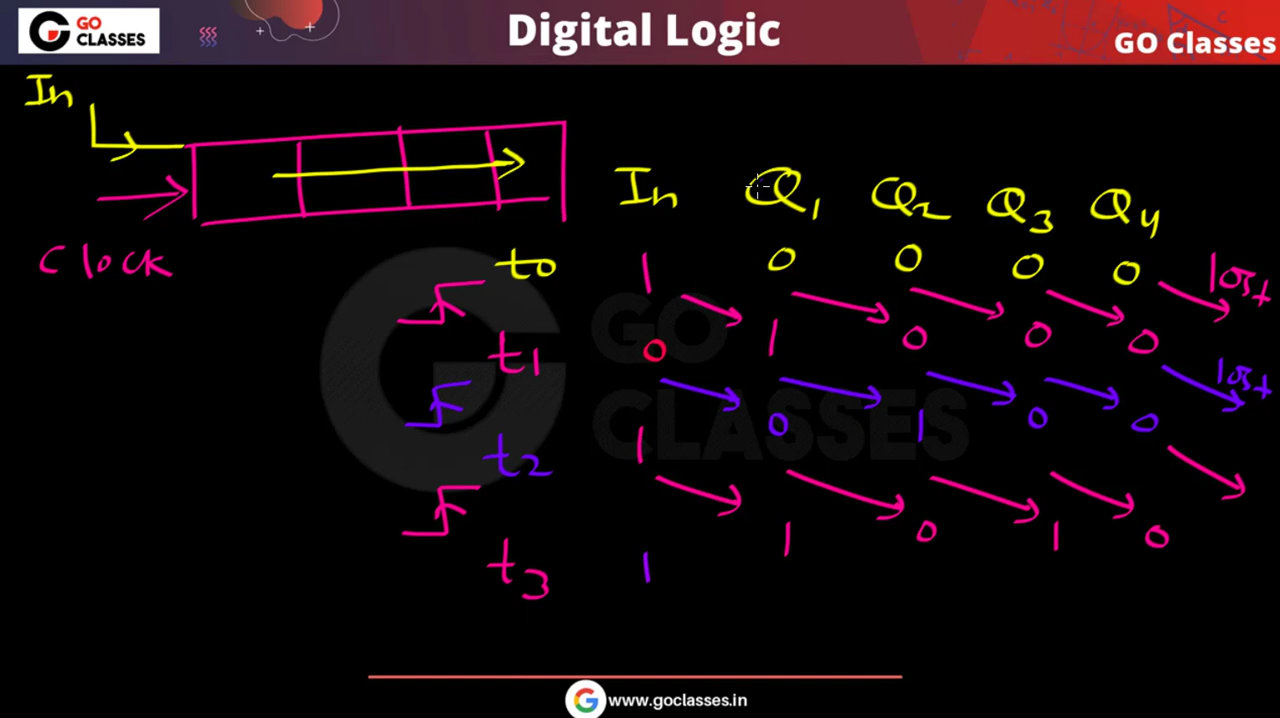 GO
CLASSES
Digital Logic
GO Classes
In
Clock
In Q1 Q2 Q3 Q4
t0 1 0 0 0 0 lost
t1 0 1 0 0 0 lost
t2 1 0 1 0 0
t3 1 1 0 1 0
GO
CLASSES
www.goclasses.in